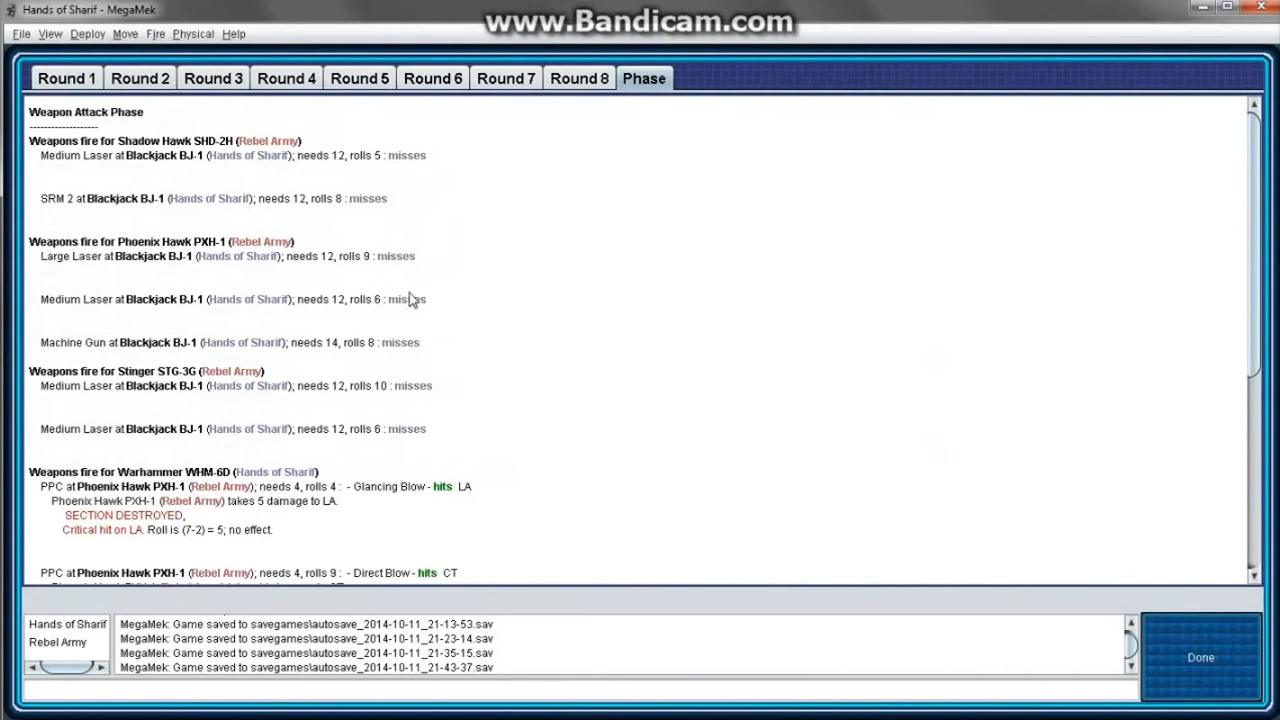 Hands of Sharif - MegaMek
www.Bandicam.com
File View Deploy Move Fire Physical Help
Round 1 Round 2 Round 3 Round 4 Round 5 Round 6 Round 7 Round 8 Phase
Weapon Attack Phase
-------------------
Weapons fire for Shadow Hawk SHD-2H (Rebel Army)
Medium Laser at Blackjack BJ-1 (Hands of Sharif); needs 12, rolls 5 : misses
SRM 2 at Blackjack BJ-1 (Hands of Sharif); needs 12, rolls 8 : misses
Weapons fire for Phoenix Hawk PXH-1 (Rebel Army)
Large Laser at Blackjack BJ-1 (Hands of Sharif); needs 12, rolls 9 : misses
Medium Laser at Blackjack BJ-1 (Hands of Sharif); needs 12, rolls 6 : misses
Machine Gun at Blackjack BJ-1 (Hands of Sharif); needs 14, rolls 8 : misses
Weapons fire for Stinger STG-3G (Rebel Army)
Medium Laser at Blackjack BJ-1 (Hands of Sharif); needs 12, rolls 10 : misses
Medium Laser at Blackjack BJ-1 (Hands of Sharif); needs 12, rolls 6 : misses
Weapons fire for Warhammer WHM-6D (Hands of Sharif)
PPC at Phoenix Hawk PXH-1 (Rebel Army); needs 4, rolls 4 : - Glancing Blow - hits LA
Phoenix Hawk PXH-1 (Rebel Army) takes 5 damage to LA.
SECTION DESTROYED,
Critical hit on LA. Roll is (7-2) = 5; no effect.
PPC at Phoenix Hawk PXH-1 (Rebel Army); needs 4, rolls 9 : - Direct Blow - hits CT
Hands of Sharif
Rebel Army
MegaMek: Game saved to savegames\autosave_2014-10-11_21-13-53.sav
MegaMek: Game saved to savegames\autosave_2014-10-11_21-23-14.sav
MegaMek: Game saved to savegames\autosave_2014-10-11_21-35-15.sav
MegaMek: Game saved to savegames\autosave_2014-10-11_21-43-37.sav
Done